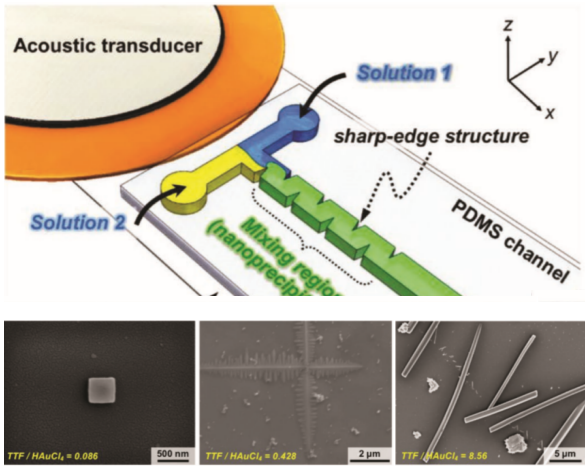 Acoustic transducer
Solution 1
z
y
x
sharp-edge structure
Solution 2
PDMS channel
Mixing region
(nanoprecipi
TTF / HAuCl₄ = 0.086
500 nm
TTF / HAuCl₄ = 0.428
2 µm
TTF / HAuCl₄ = 8.56
5 µm